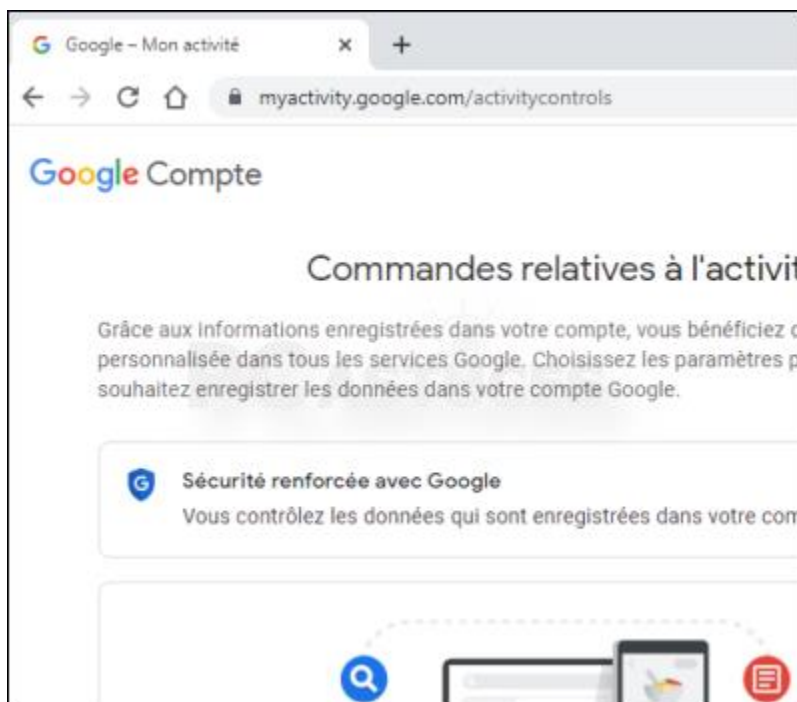 Google – Mon activité
myactivity.google.com/activitycontrols
Google Compte
Commandes relatives à l'activit
Grâce aux informations enregistrées dans votre compte, vous bénéficiez
personnalisée dans tous les services Google. Choisissez les paramètres p
souhaitez enregistrer les données dans votre compte Google.
G
Sécurité renforcée avec Google
Vous contrôlez les données qui sont enregistrées dans votre com